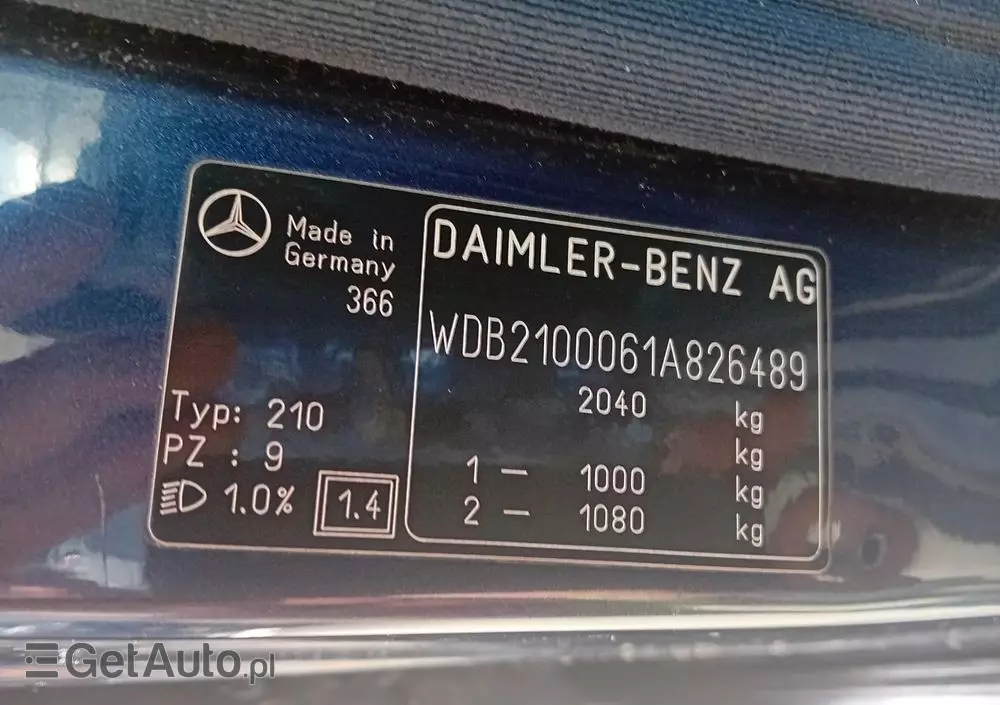 Made in
Germany
366
Typ: 210
PZ : 9
1.0% 1.4
DAIMLER-BENZ AG
WDB2100061A826489
2040 kg
kg
1 – 1000 kg
2 – 1080 kg
GetAuto.pl